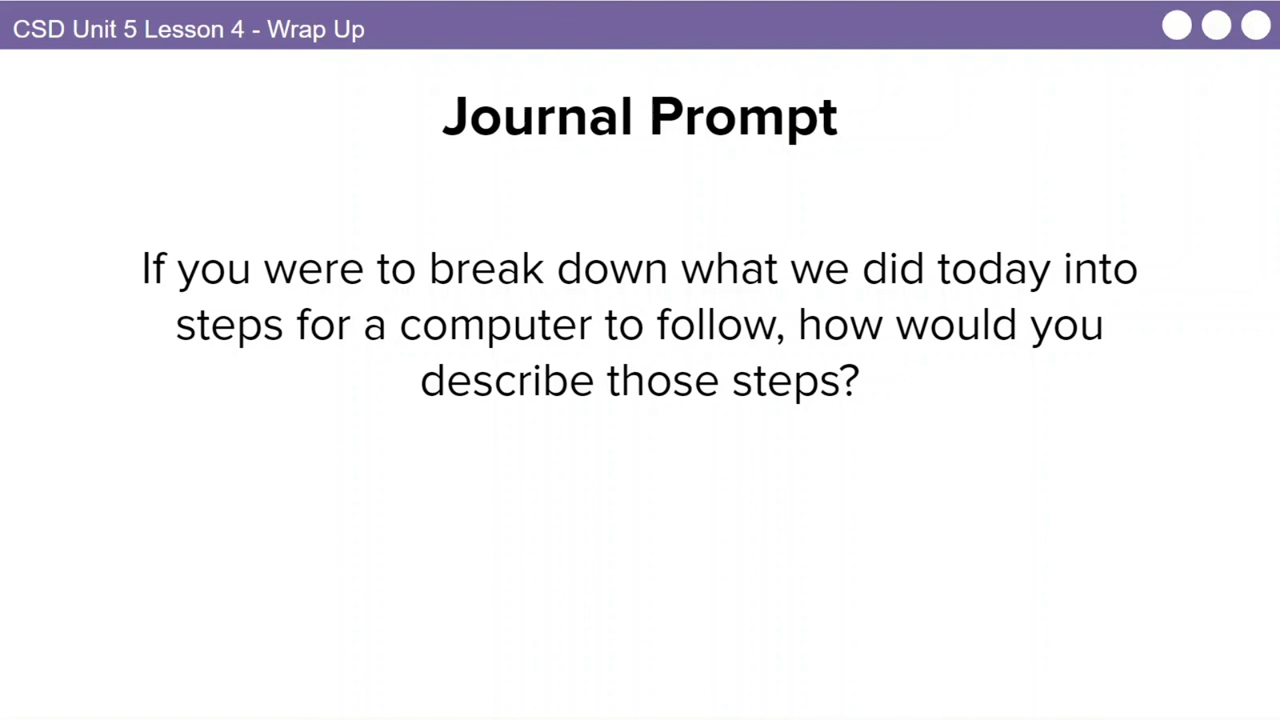 CSD Unit 5 Lesson 4 - Wrap Up
Journal Prompt
If you were to break down what we did today into
steps for a computer to follow, how would you
describe those steps?